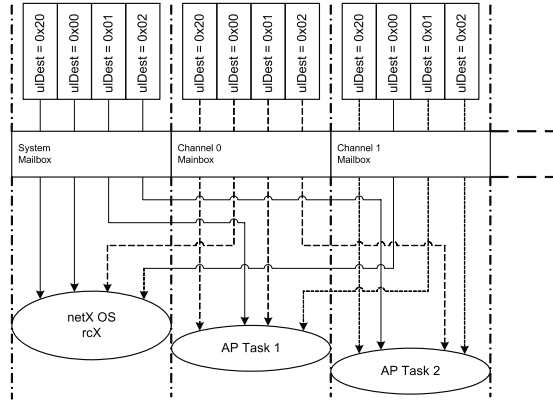 ulDest = 0x20
ulDest = 0x00
ulDest = 0x01
ulDest = 0x02
ulDest = 0x20
ulDest = 0x00
ulDest = 0x01
ulDest = 0x02
ulDest = 0x20
ulDest = 0x00
ulDest = 0x01
ulDest = 0x02
System
Mailbox
Channel 0
Mainbox
Channel 1
Mailbox
netX OS
rcX
AP Task 1
AP Task 2